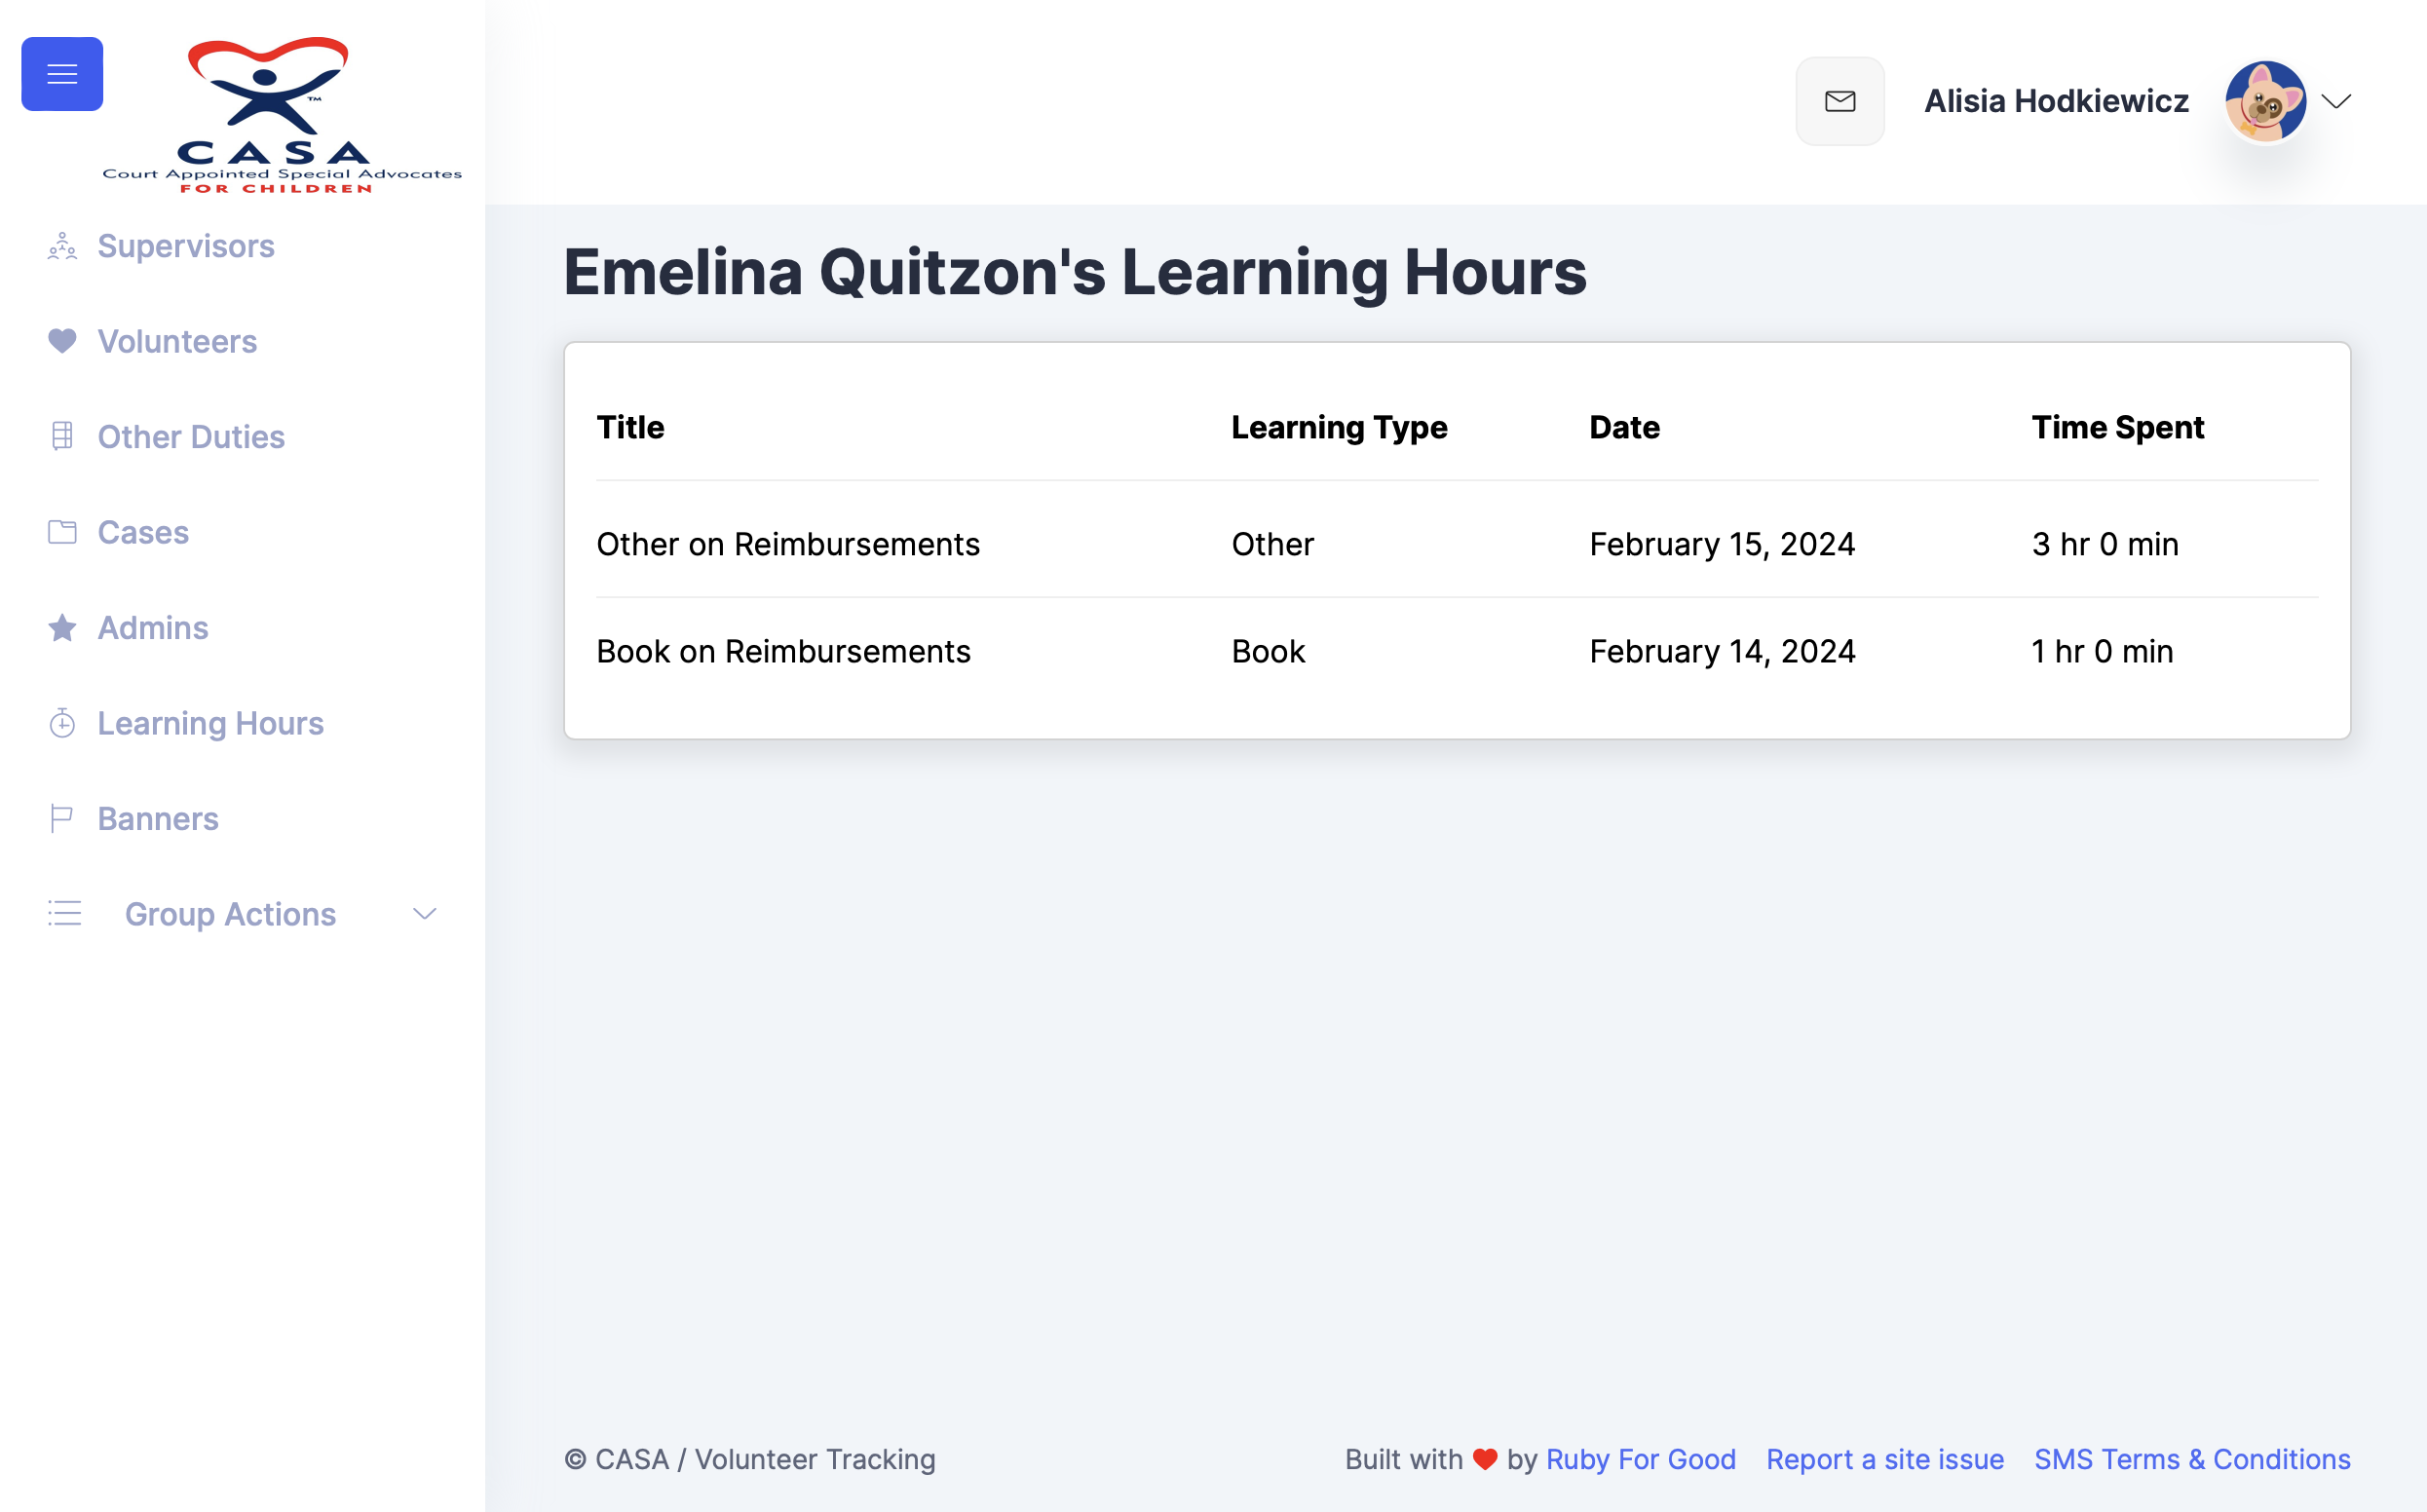 CASA
Court Appointed Special Advocates
FOR CHILDREN
™
Supervisors
Volunteers
Other Duties
Cases
Admins
Learning Hours
Banners
Group Actions
Alisia Hodkiewicz
Emelina Quitzon's Learning Hours
Title Learning Type Date Time Spent
Other on Reimbursements Other February 15, 2024 3 hr 0 min
Book on Reimbursements Book February 14, 2024 1 hr 0 min
© CASA / Volunteer Tracking Built with ❤️ by Ruby For Good Report a site issue SMS Terms & Conditions